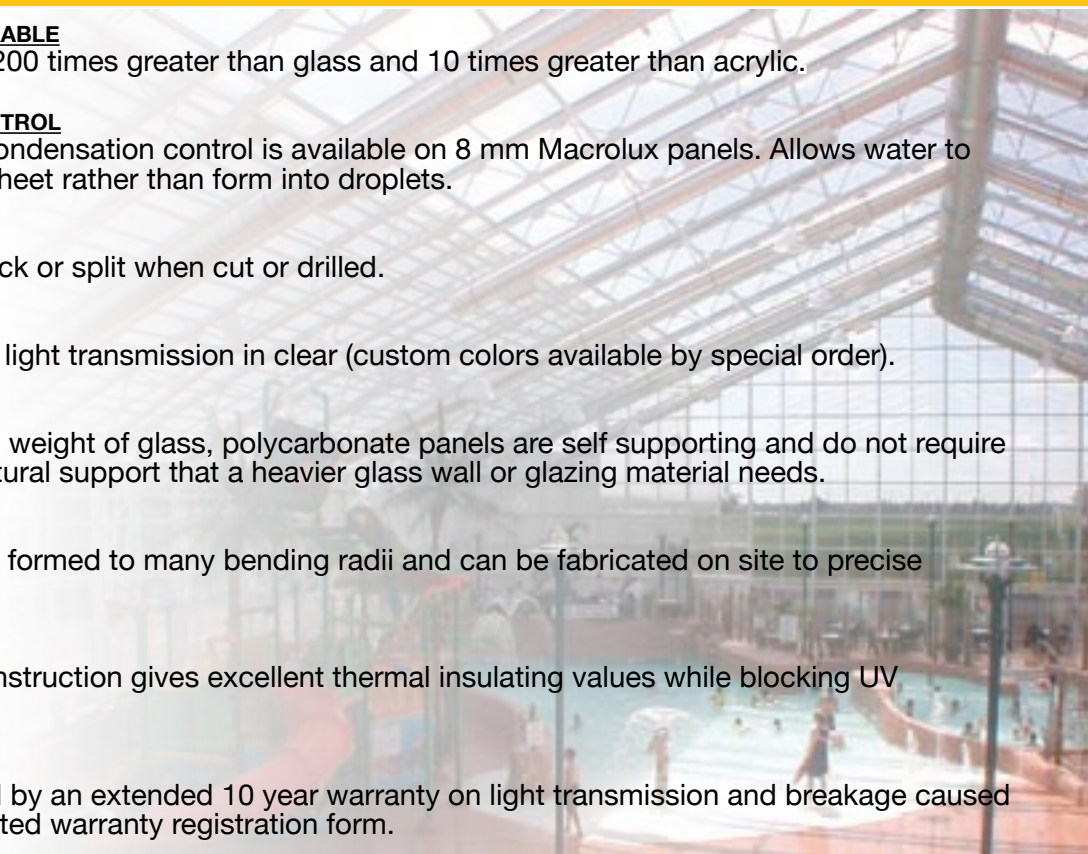 ABLE
200 times greater than glass and 10 times greater than acrylic.
TROL
ondensation control is available on 8 mm Macrolux panels. Allows water to
heet rather than form into droplets.
ck or split when cut or drilled.
light transmission in clear (custom colors available by special order).
weight of glass, polycarbonate panels are self supporting and do not require
tural support that a heavier glass wall or glazing material needs.
formed to many bending radii and can be fabricated on site to precise
nstruction gives excellent thermal insulating values while blocking UV
l by an extended 10 year warranty on light transmission and breakage caused
ted warranty registration form.